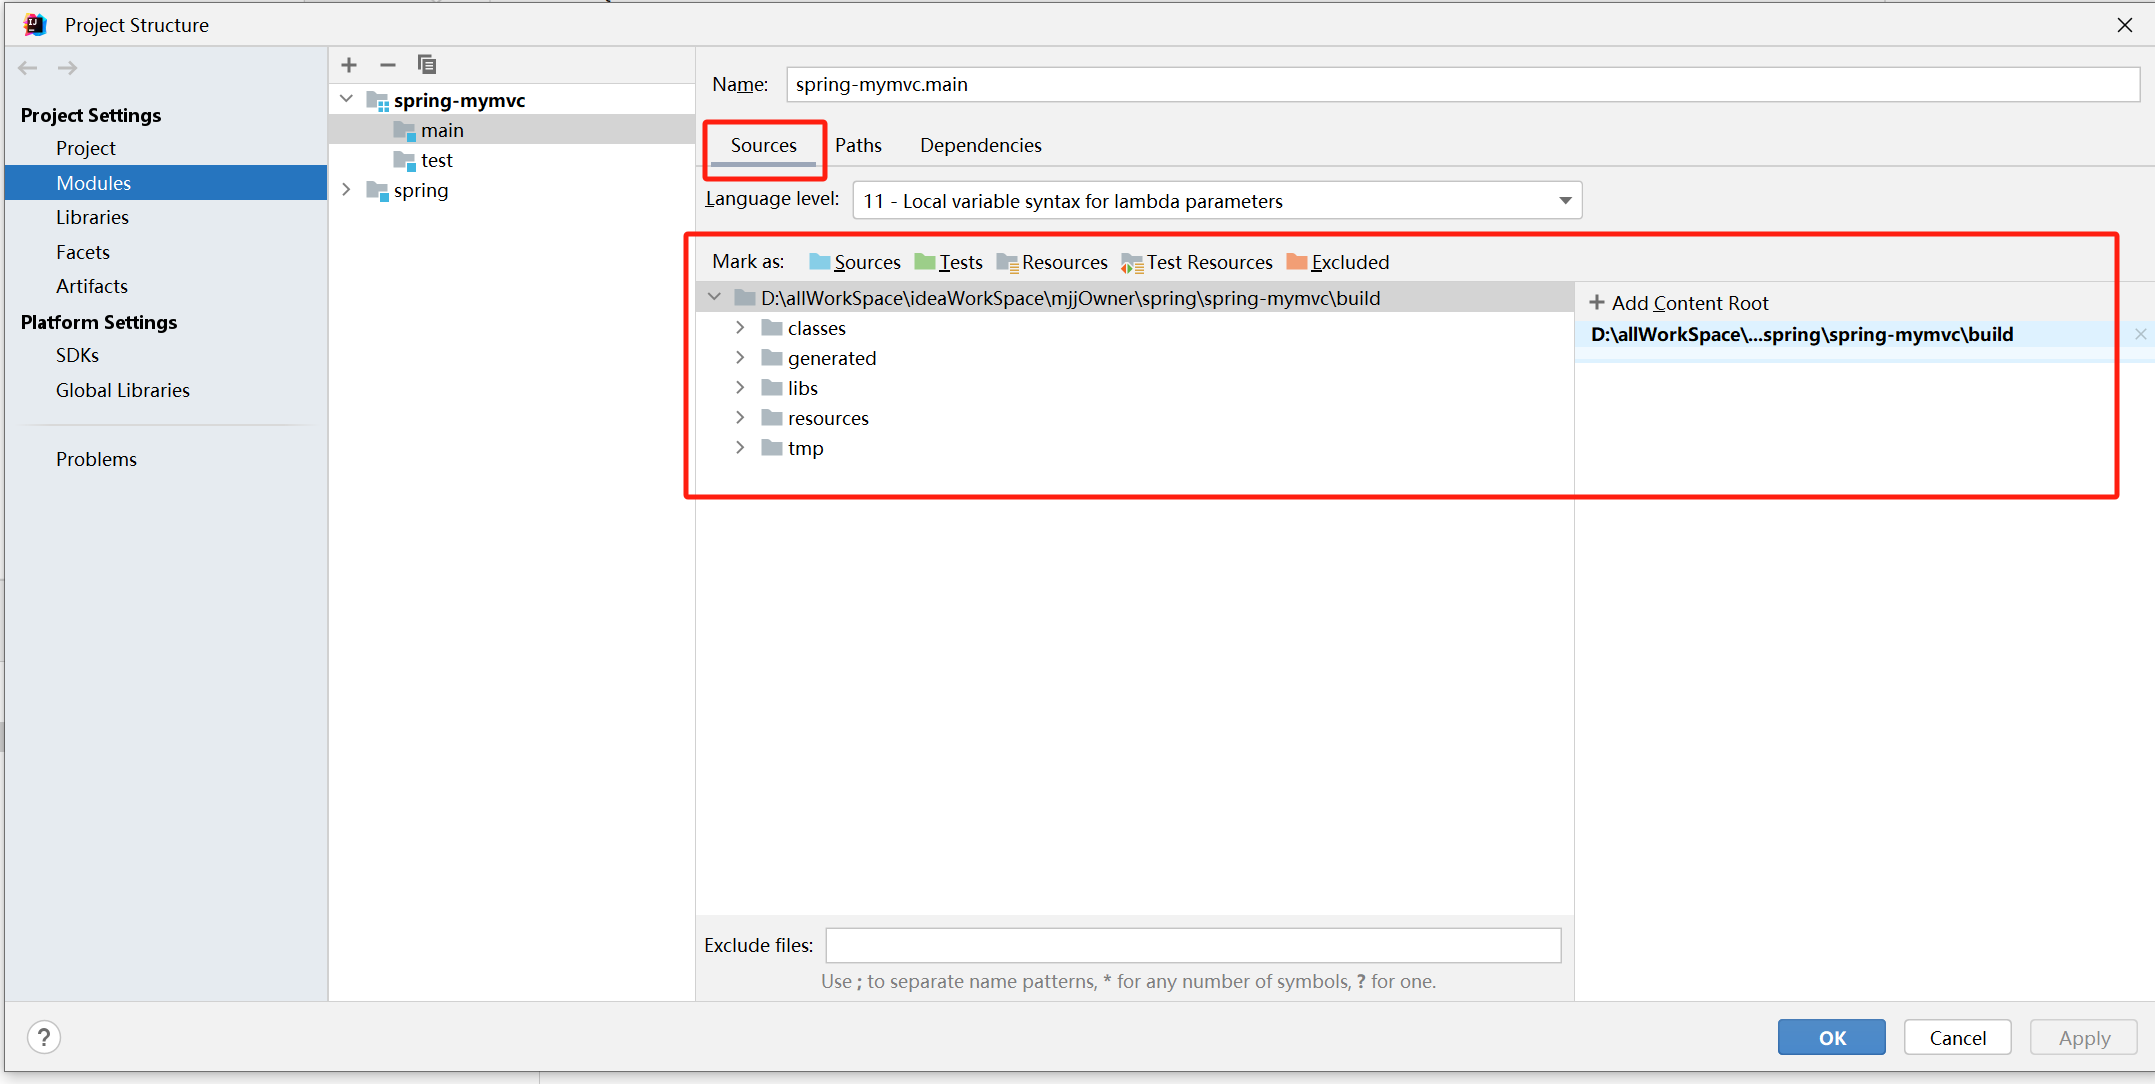 Project Structure
Project Settings
Project
Modules
Libraries
Facets
Artifacts
Platform Settings
SDKs
Global Libraries
Problems
spring-mymvc
main
test
spring
Name: spring-mymvc.main
Sources Paths Dependencies
Language level: 11 - Local variable syntax for lambda parameters
Mark as: Sources Tests Resources Test Resources Excluded
D:\allWorkSpace\ideaWorkSpace\mjjOwner\spring\spring-mymvc\build
classes
generated
libs
resources
tmp
+ Add Content Root
D:\allWorkSpace\...spring\spring-mymvc\build
Exclude files:
Use ; to separate name patterns, * for any number of symbols, ? for one.
?
OK Cancel Apply